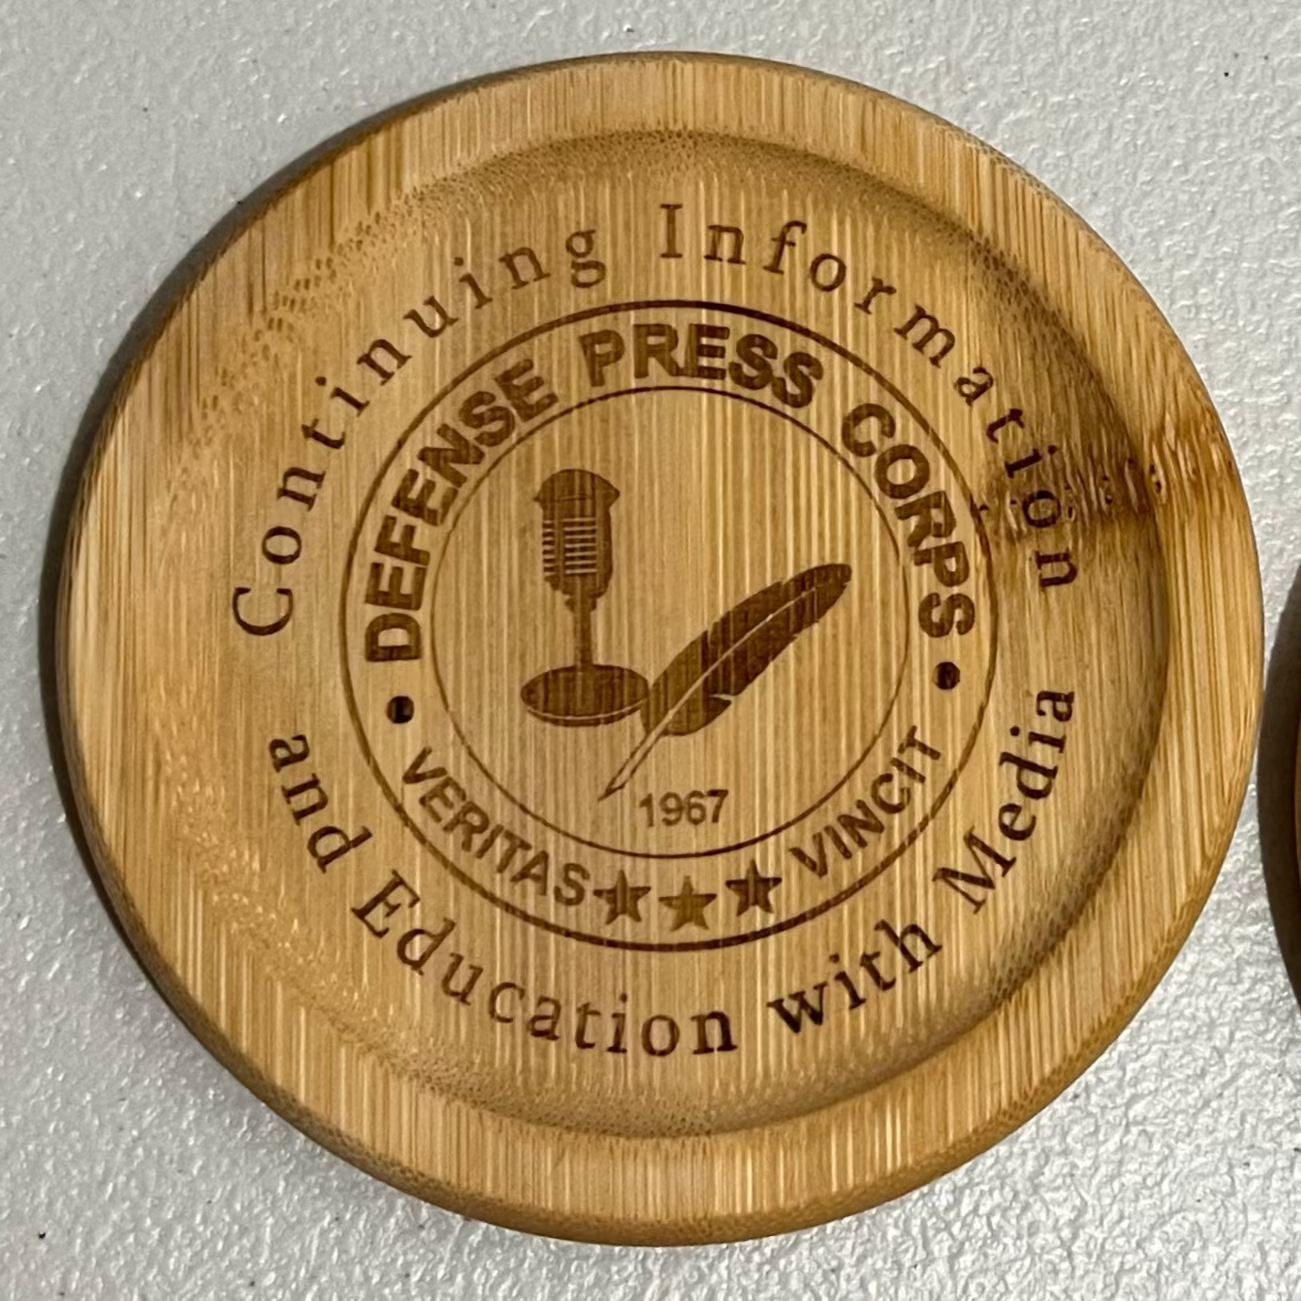 Continuing Information
and Education with Media
DEFENSE PRESS CORPS
VERITAS VINCIT
1967